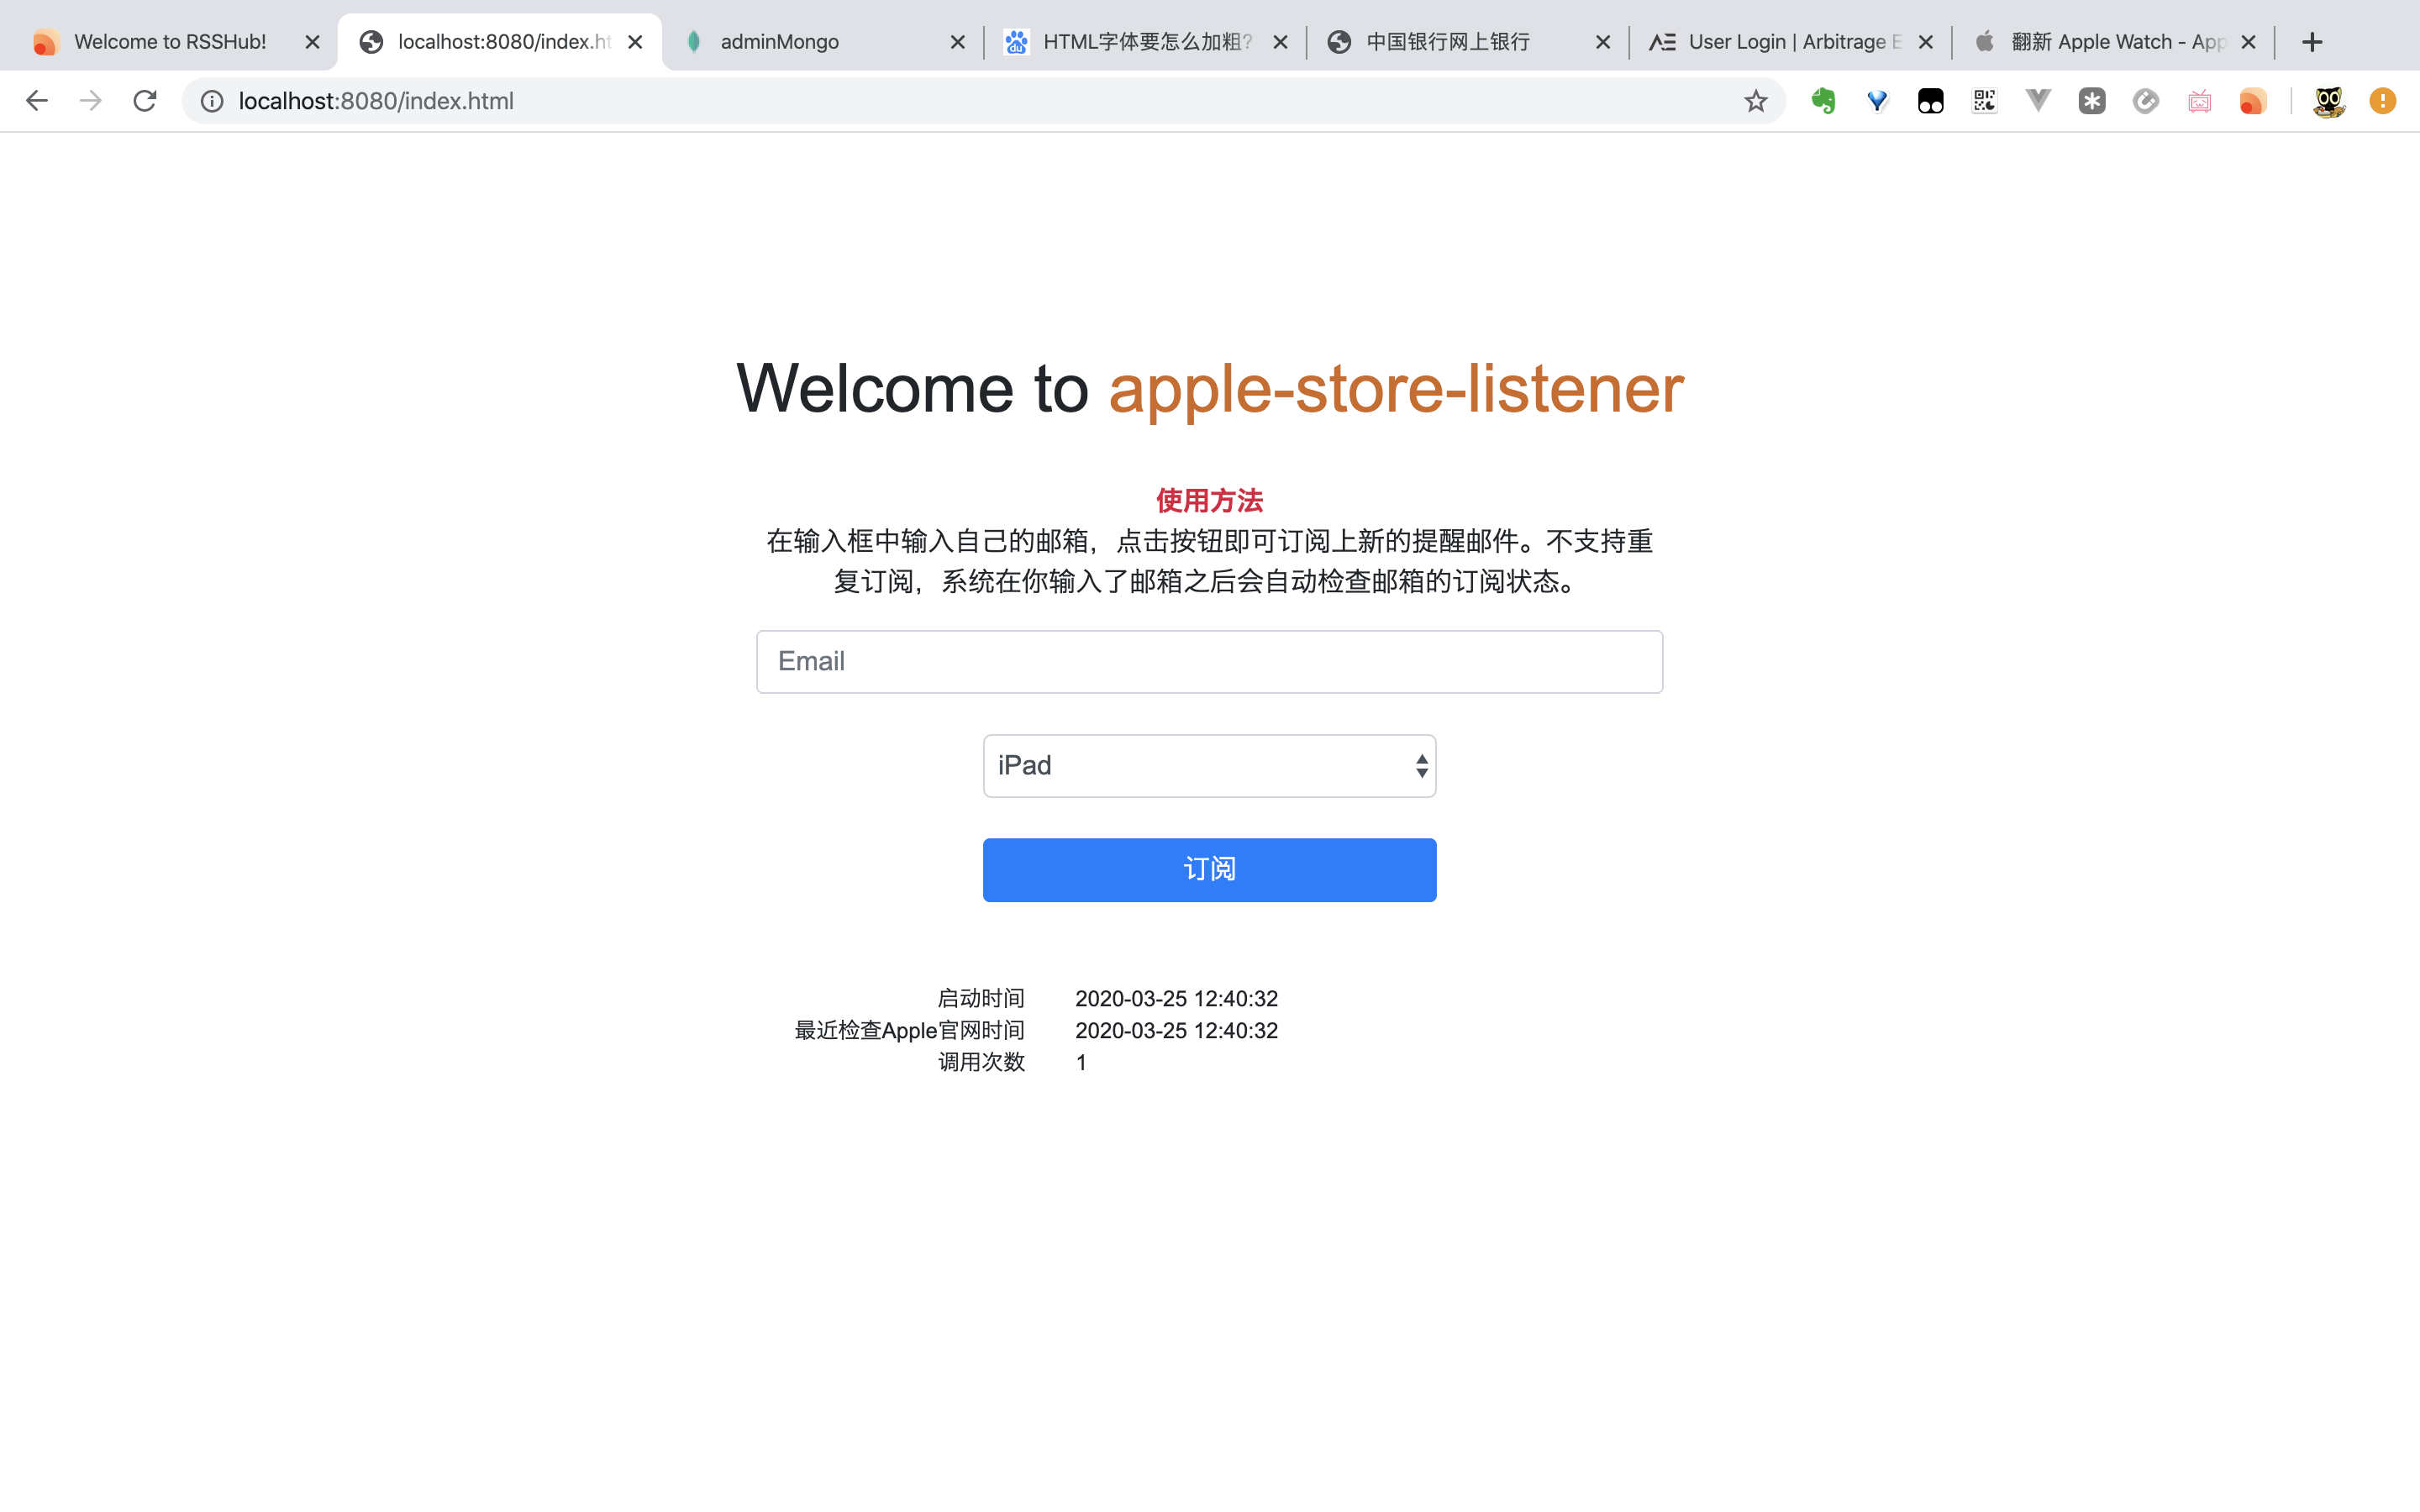 Welcome to RSSHub!
localhost:8080/index.ht
adminMongo
HTML字体要怎么加粗?
中国银行网上银行
User Login | Arbitrage E
翻新 Apple Watch - App
localhost:8080/index.html
Welcome to apple-store-listener
使用方法
在输入框中输入自己的邮箱，点击按钮即可订阅上新的提醒邮件。不支持重
复订阅，系统在你输入了邮箱之后会自动检查邮箱的订阅状态。
Email
iPad
订阅
启动时间 2020-03-25 12:40:32
最近检查Apple官网时间 2020-03-25 12:40:32
调用次数 1